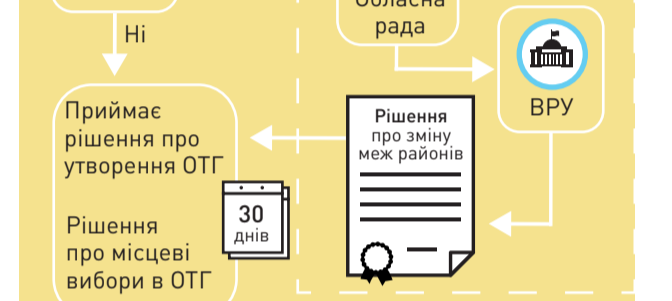 Обласна
рада
Ні
ВРУ
Приймає
рішення про
утворення ОТГ
Рішення
про місцеві
вибори в ОТГ
30
днів
Рішення
про зміну
меж районів